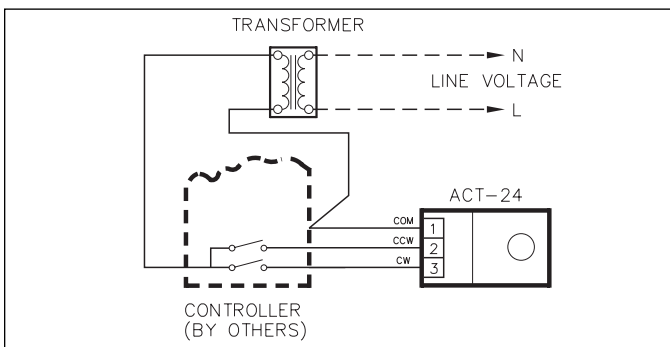 TRANSFORMER
N
LINE VOLTAGE
L
ACT-24
COM
1
CCW
2
CW
3
CONTROLLER
(BY OTHERS)